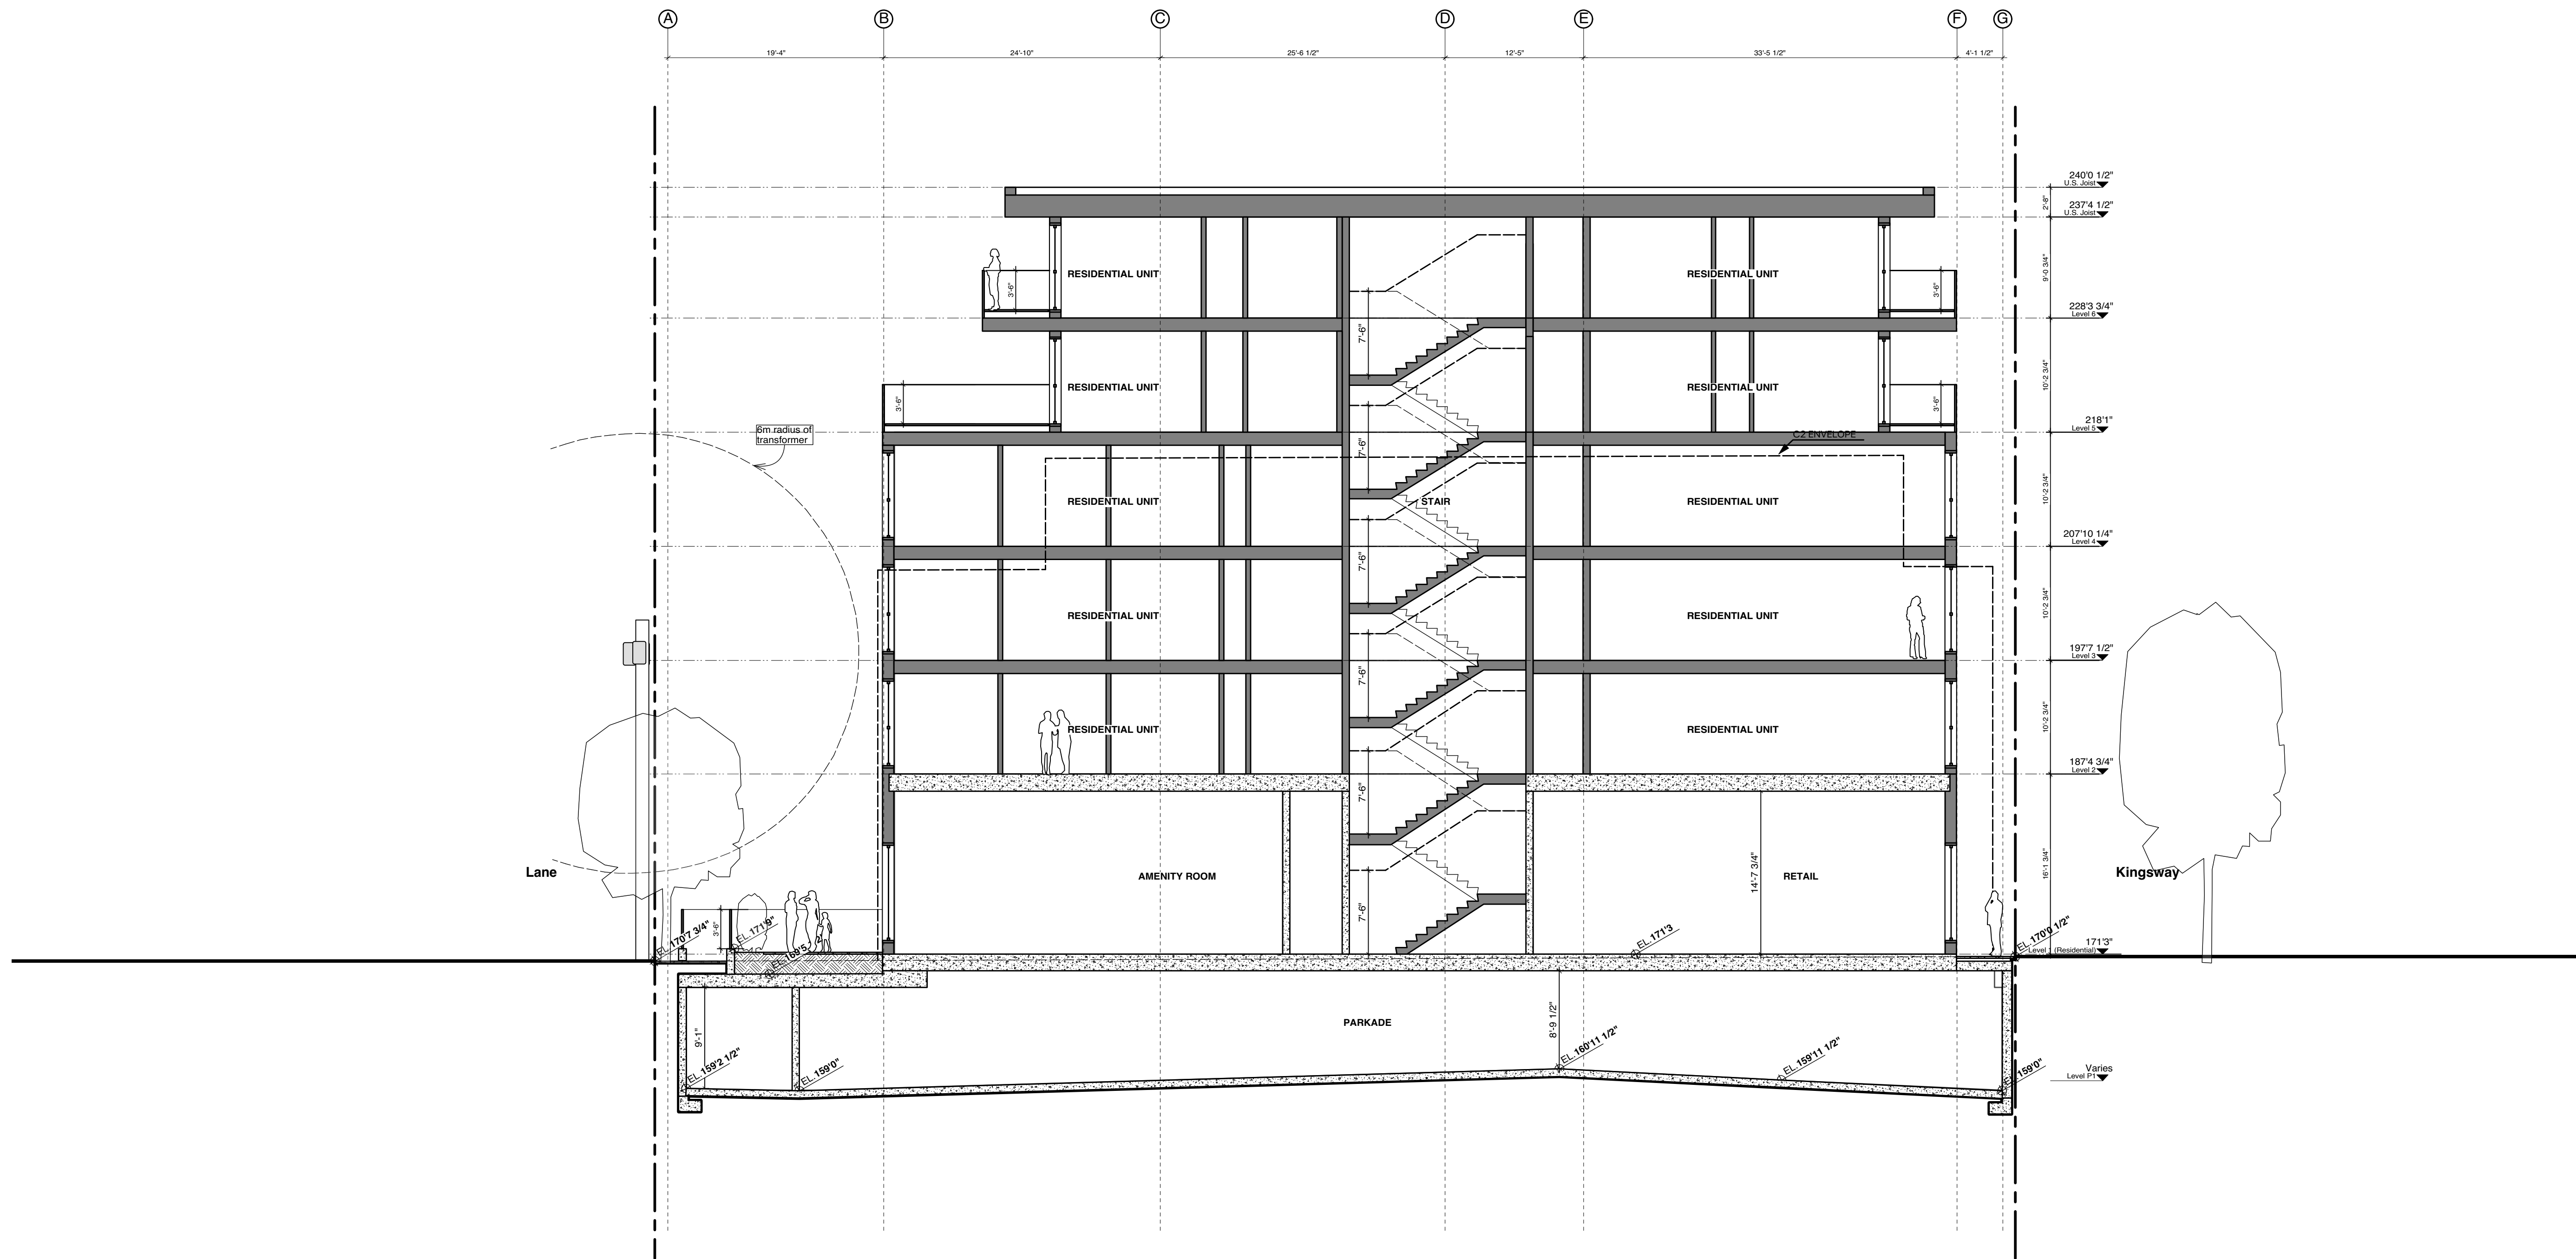 A B C D E F G
19'-4" 24'-10" 25'-6 1/2" 12'-5" 33'-5 1/2" 4'-1 1/2"
240'0 1/2"
U.S. Joist
2'-8"
237'4 1/2"
U.S. Joist
RESIDENTIAL UNIT RESIDENTIAL UNIT
9'-0 3/4"
3'-6" 3'-6"
7'-6"
228'3 3/4"
Level 6
RESIDENTIAL UNIT RESIDENTIAL UNIT
10'-2 3/4"
3'-6" 3'-6"
218'1"
Level 5
6m radius of
transformer
C2 ENVELOPE
7'-6"
RESIDENTIAL UNIT STAIR RESIDENTIAL UNIT
10'-2 3/4"
207'10 1/4"
Level 4
7'-6"
RESIDENTIAL UNIT RESIDENTIAL UNIT
10'-2 3/4"
197'7 1/2"
Level 3
7'-6"
RESIDENTIAL UNIT RESIDENTIAL UNIT
10'-2 3/4"
187'4 3/4"
Level 2
7'-6"
Lane AMENITY ROOM 14'-7 3/4" RETAIL 16'-1 3/4" Kingsway
7'-6"
3'-6"
EL. 170'7 3/4"
EL. 171'9"
EL. 169'5
EL. 171'3
EL. 170'0 1/2"
171'3"
Level 1 (Residential)
PARKADE
9'-1" 8'-9 1/2"
EL. 159'2 1/2"
EL. 159'0"
EL. 160'11 1/2"
EL. 159'11 1/2"
EL. 159'0"
Varies
Level P1